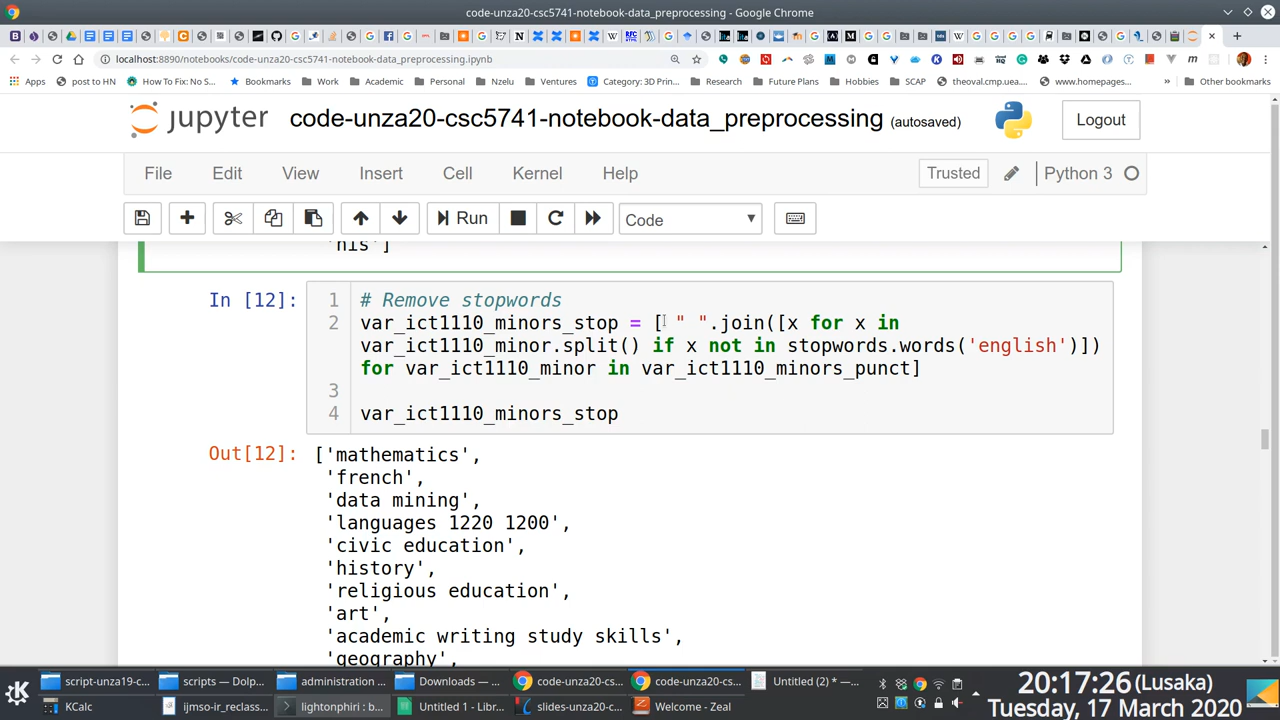 code-unza20-csc5741-notebook-data_preprocessing - Google Chrome
localhost:8890/notebooks/code-unza20-csc5741-notebook-data_preprocessing.ipynb
Apps post to HN How To Fix: No S... Bookmarks Work Academic Personal Nzelu Ventures Category: 3D Prin... Research Future Plans Hobbies SCAP theoval.cmp.uea.... www.homepages... » Other bookmarks
jupyter code-unza20-csc5741-notebook-data_preprocessing (autosaved) Logout
File Edit View Insert Cell Kernel Help Trusted Python 3
Run Code
'his']
In [12]: 1 # Remove stopwords
2 var_ict1110_minors_stop = [ " ".join([x for x in
var_ict1110_minor.split() if x not in stopwords.words('english')])
for var_ict1110_minor in var_ict1110_minors_punct]
3
4 var_ict1110_minors_stop
Out[12]: ['mathematics',
'french',
'data mining',
'languages 1220 1200',
'civic education',
'history',
'religious education',
'art',
'academic writing study skills',
'geography',
script-unza19-c... scripts — Dolp... administration ... Downloads — ... code-unza20-cs... code-unza20-cs... Untitled (2) * —...
KCalc ijmso-ir_reclass... lightonphiri : b... Untitled 1 - Libr... slides-unza20-c... Welcome - Zeal
20:17:26 (Lusaka)
Tuesday, 17 March 2020